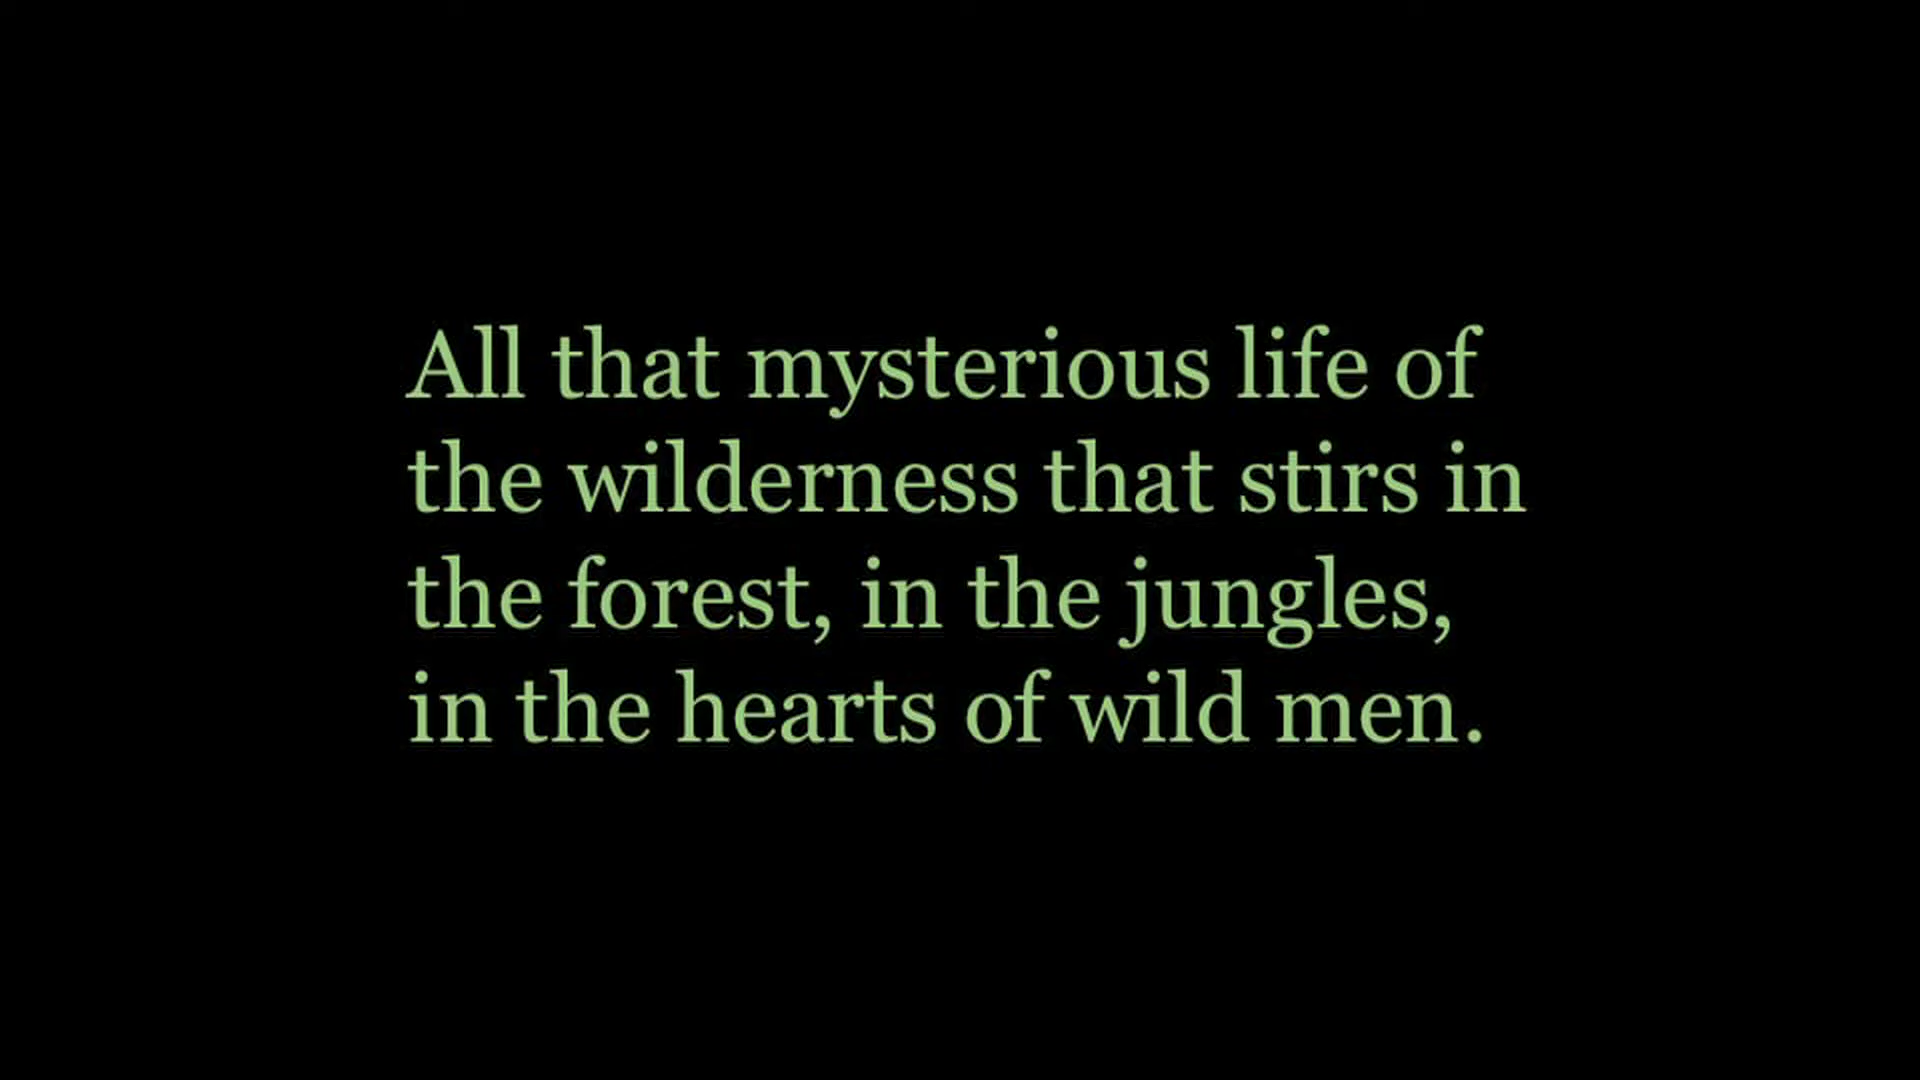 All that mysterious life of
the wilderness that stirs in
the forest, in the jungles,
in the hearts of wild men.